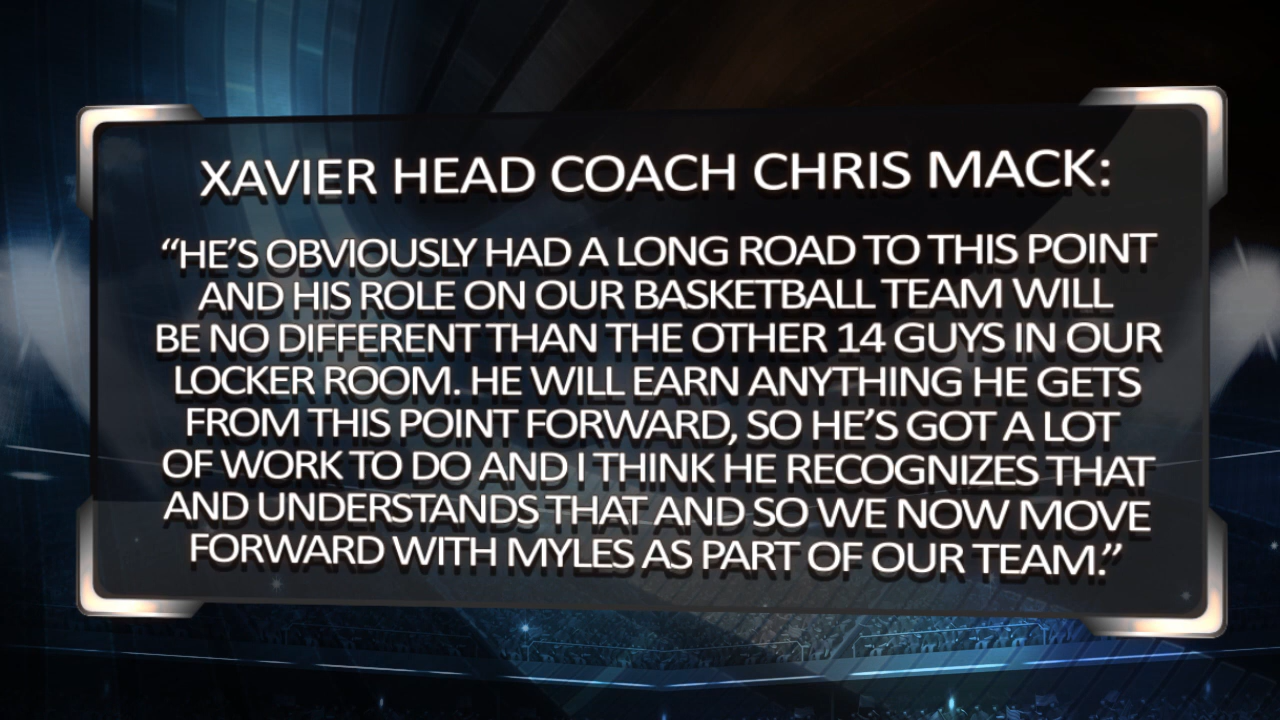 XAVIER HEAD COACH CHRIS MACK:
“HE’S OBVIOUSLY HAD A LONG ROAD TO THIS POINT
AND HIS ROLE ON OUR BASKETBALL TEAM WILL
BE NO DIFFERENT THAN THE OTHER 14 GUYS IN OUR
LOCKER ROOM. HE WILL EARN ANYTHING HE GETS
FROM THIS POINT FORWARD, SO HE’S GOT A LOT
OF WORK TO DO AND I THINK HE RECOGNIZES THAT
AND UNDERSTANDS THAT AND SO WE NOW MOVE
FORWARD WITH MYLES AS PART OF OUR TEAM.”